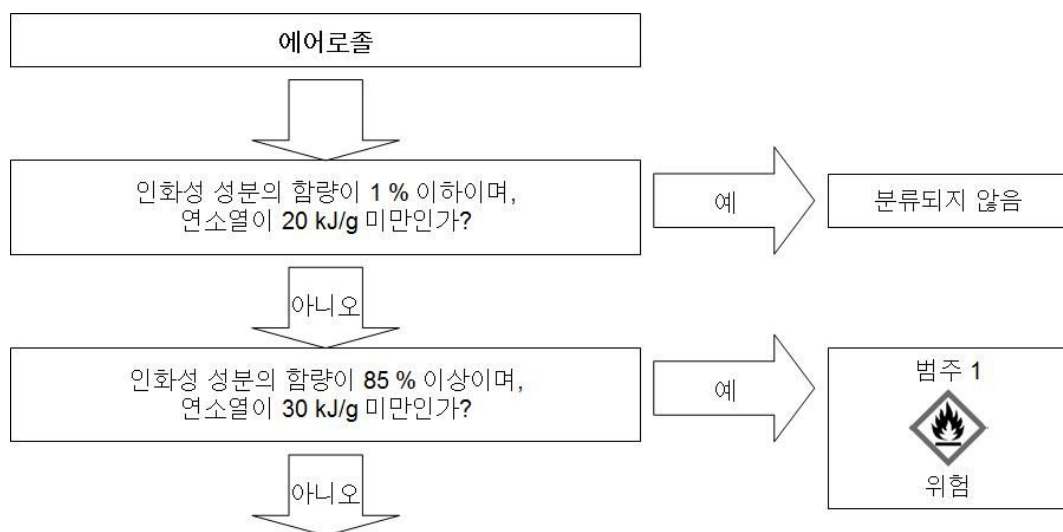 에어로졸
인화성 성분의 함량이 1 % 이하이며,
연소열이 20 kJ/g 미만인가?
예
분류되지 않음
아니오
인화성 성분의 함량이 85 % 이상이며,
연소열이 30 kJ/g 미만인가?
예
범주 1
위험
아니오